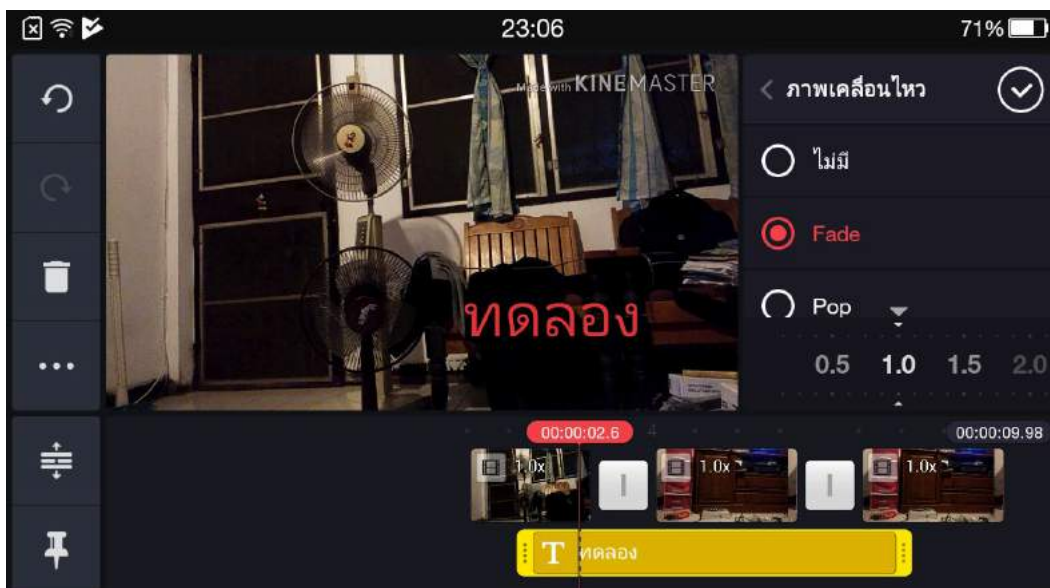 23:06
71%
Made with KINEMASTER
ภาพเคลื่อนไหว
ไม่มี
Fade
Pop
ทดลอง
0.5 1.0 1.5 2.0
00:00:02.6 4 00:00:09.98
1.0x 1.0x 1.0x
T ทดลอง